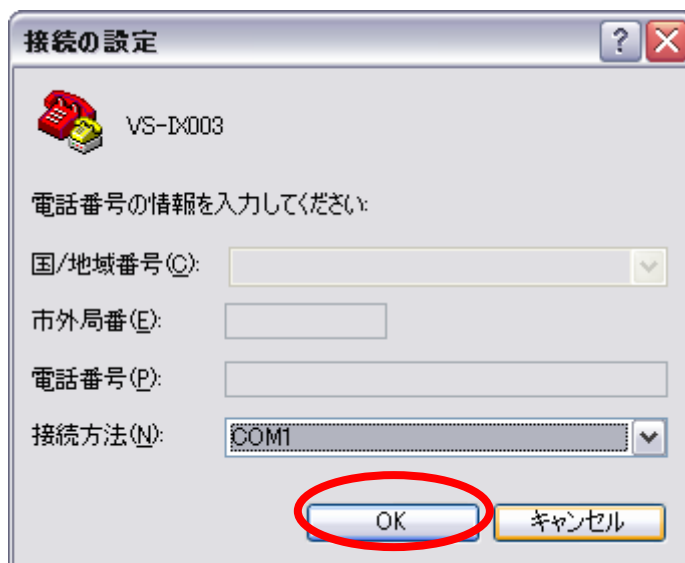 接続の設定
VS-IX003
電話番号の情報を入力してください:
国/地域番号(C):
市外局番(E):
電話番号(P):
接続方法(N): COM1
OK キャンセル